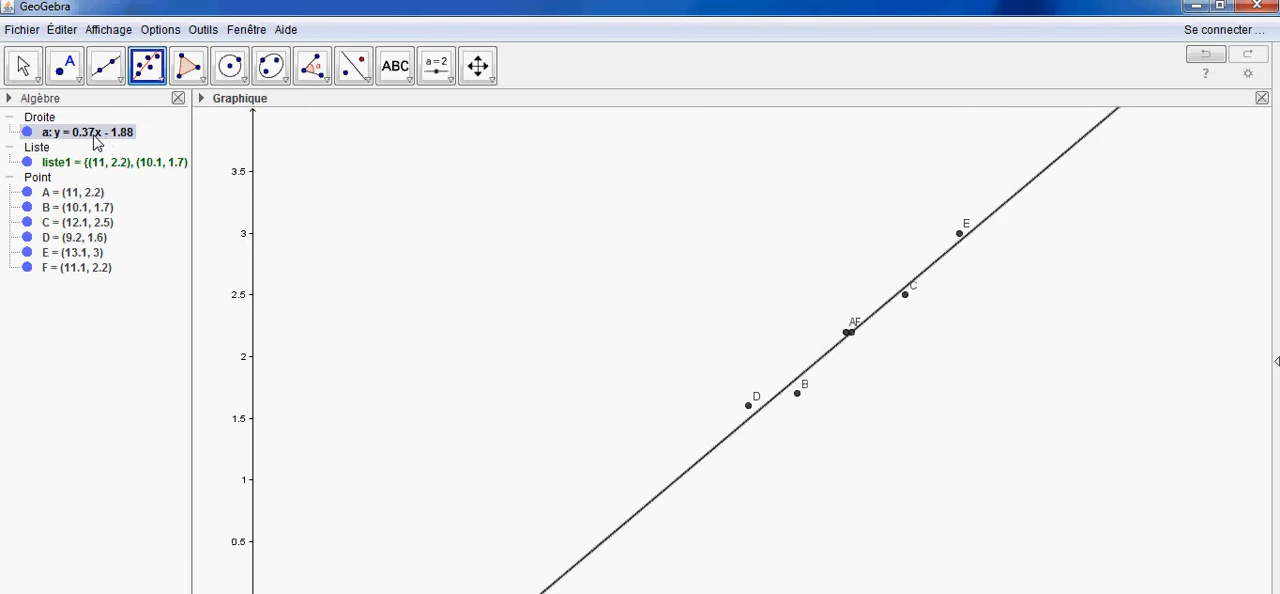 GeoGebra
Fichier Éditer Affichage Options Outils Fenêtre Aide Se connecter ...
A ABC a=2 ?
Algèbre Graphique
Droite
a: y = 0.37x - 1.88
Liste
liste1 = {(11, 2.2), (10.1, 1.7)
Point
A = (11, 2.2)
B = (10.1, 1.7)
C = (12.1, 2.5)
D = (9.2, 1.6)
E = (13.1, 3)
F = (11.1, 2.2)
3.5
3
2.5
2
1.5
1
0.5
E
C
AF
B
D